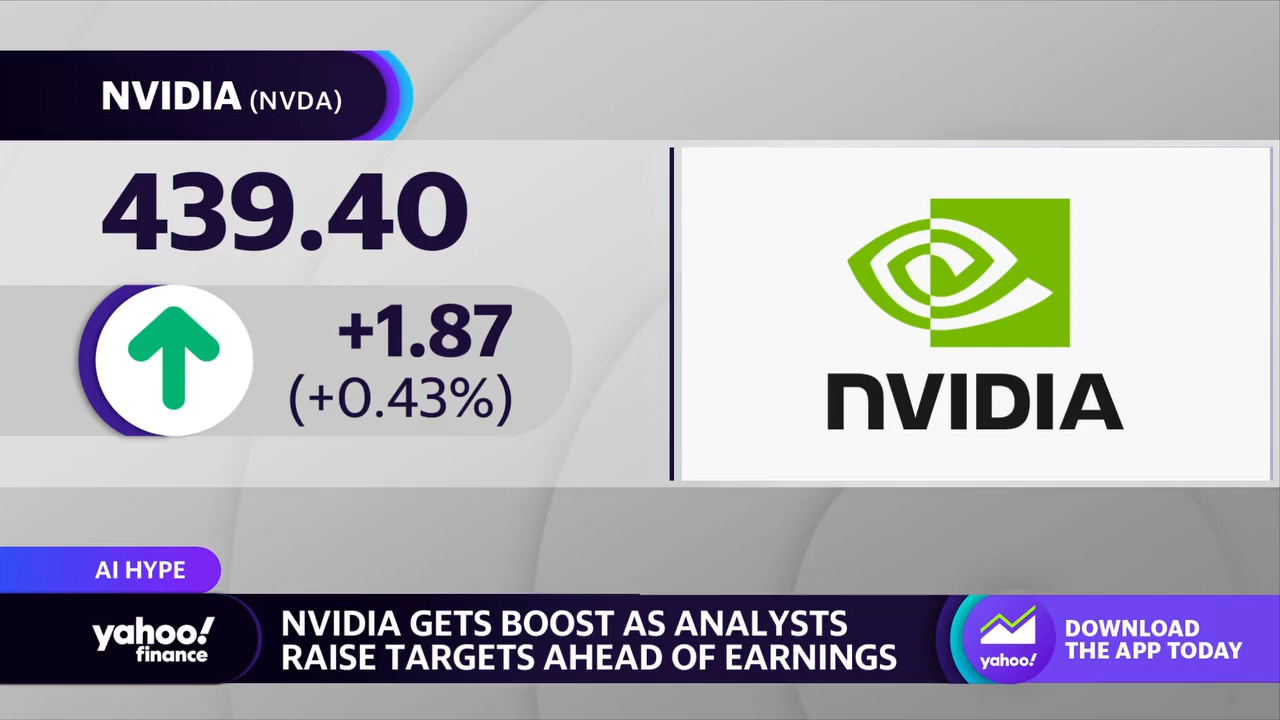 NVIDIA (NVDA)
439.40
+1.87
(+0.43%)
NVIDIA
AI HYPE
yahoo!
finance
NVIDIA GETS BOOST AS ANALYSTS
RAISE TARGETS AHEAD OF EARNINGS
yahoo!
DOWNLOAD
THE APP TODAY